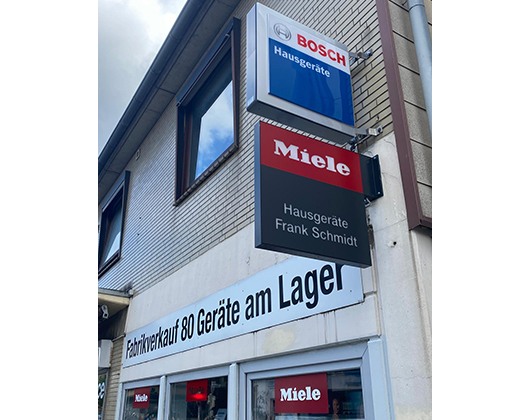 BOSCH
Hausgeräte
Miele
Hausgeräte
Frank Schmidt
Fabrikverkauf 80 Geräte am Lager
Miele
Miele